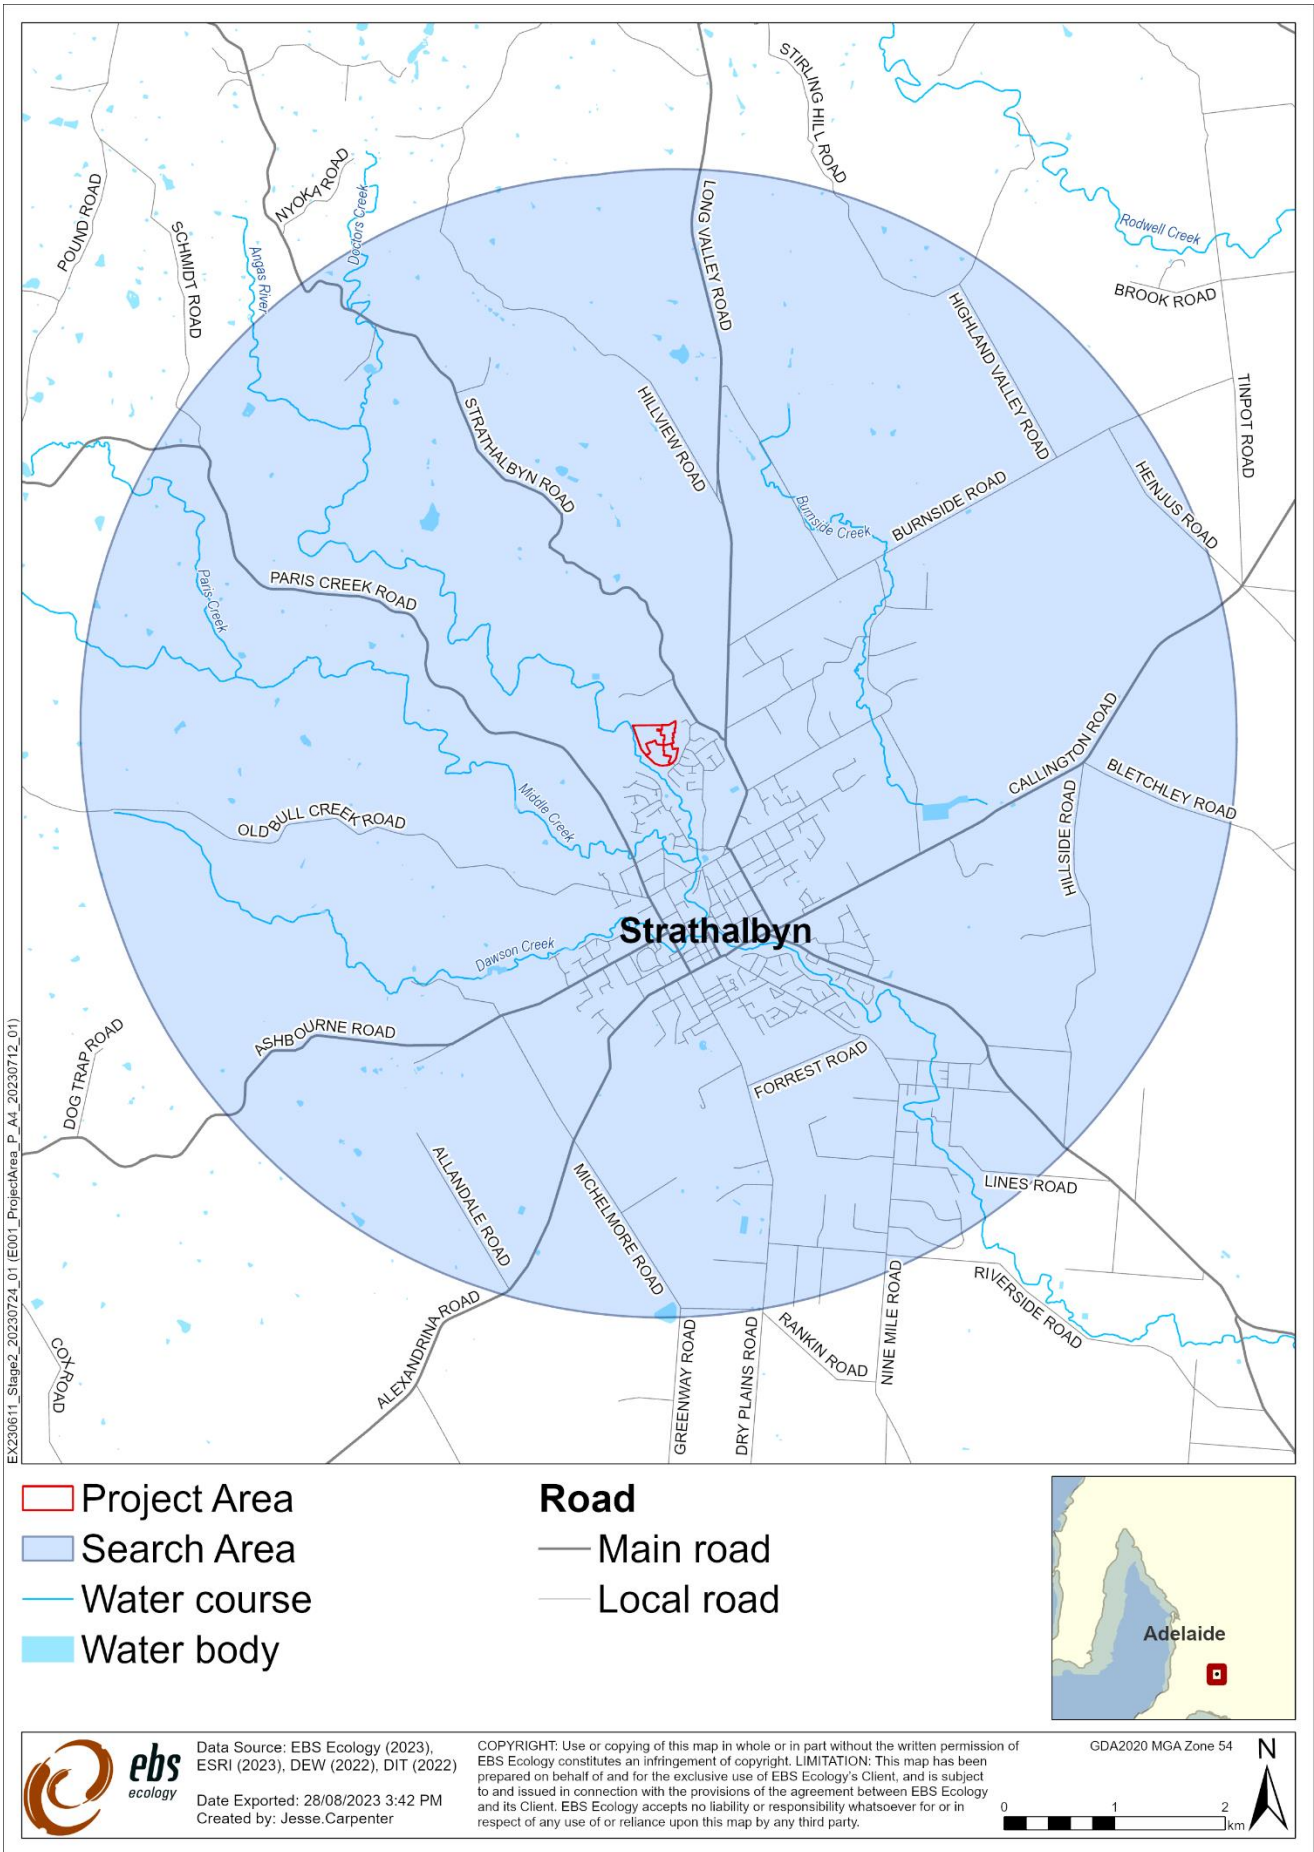 STIRLING HILL ROAD
NYOKA ROAD
Doctors Creek
POUND ROAD
SCHMIDT ROAD
Angas River
LONG VALLEY ROAD
Rodwell Creek
BROOK ROAD
HIGHLAND VALLEY ROAD
TINPOT ROAD
HILLVIEW ROAD
STRATHALBYN ROAD
HEINJUS ROAD
BURNSIDE ROAD
Burnside Creek
Paris Creek
PARIS CREEK ROAD
CALLINGTON ROAD
BLETCHLEY ROAD
HILLSIDE ROAD
Middle Creek
OLD BULL CREEK ROAD
Strathalbyn
Dawson Creek
ASHBOURNE ROAD
DOG TRAP ROAD
FORREST ROAD
ALLANDALE ROAD
MICHELMORE ROAD
LINES ROAD
RIVERSIDE ROAD
NINE MILE ROAD
RANKIN ROAD
DRY PLAINS ROAD
GREENWAY ROAD
ALEXANDRINA ROAD
COX ROAD
EX230611_Stage2_20230724_01 (E001_ProjectArea_P_A4_20230712_01)
Project Area
Search Area
Water course
Water body
Road
Main road
Local road
Adelaide
ebs
ecology
Data Source: EBS Ecology (2023),
ESRI (2023), DEW (2022), DIT (2022)
Date Exported: 28/08/2023 3:42 PM
Created by: Jesse.Carpenter
COPYRIGHT: Use or copying of this map in whole or in part without the written permission of
EBS Ecology constitutes an infringement of copyright. LIMITATION: This map has been
prepared on behalf of and for the exclusive use of EBS Ecology's Client, and is subject
to and issued in connection with the provisions of the agreement between EBS Ecology
and its Client. EBS Ecology accepts no liability or responsibility whatsoever for or in
respect of any use of or reliance upon this map by any third party.
GDA2020 MGA Zone 54
N
0 1 2
km